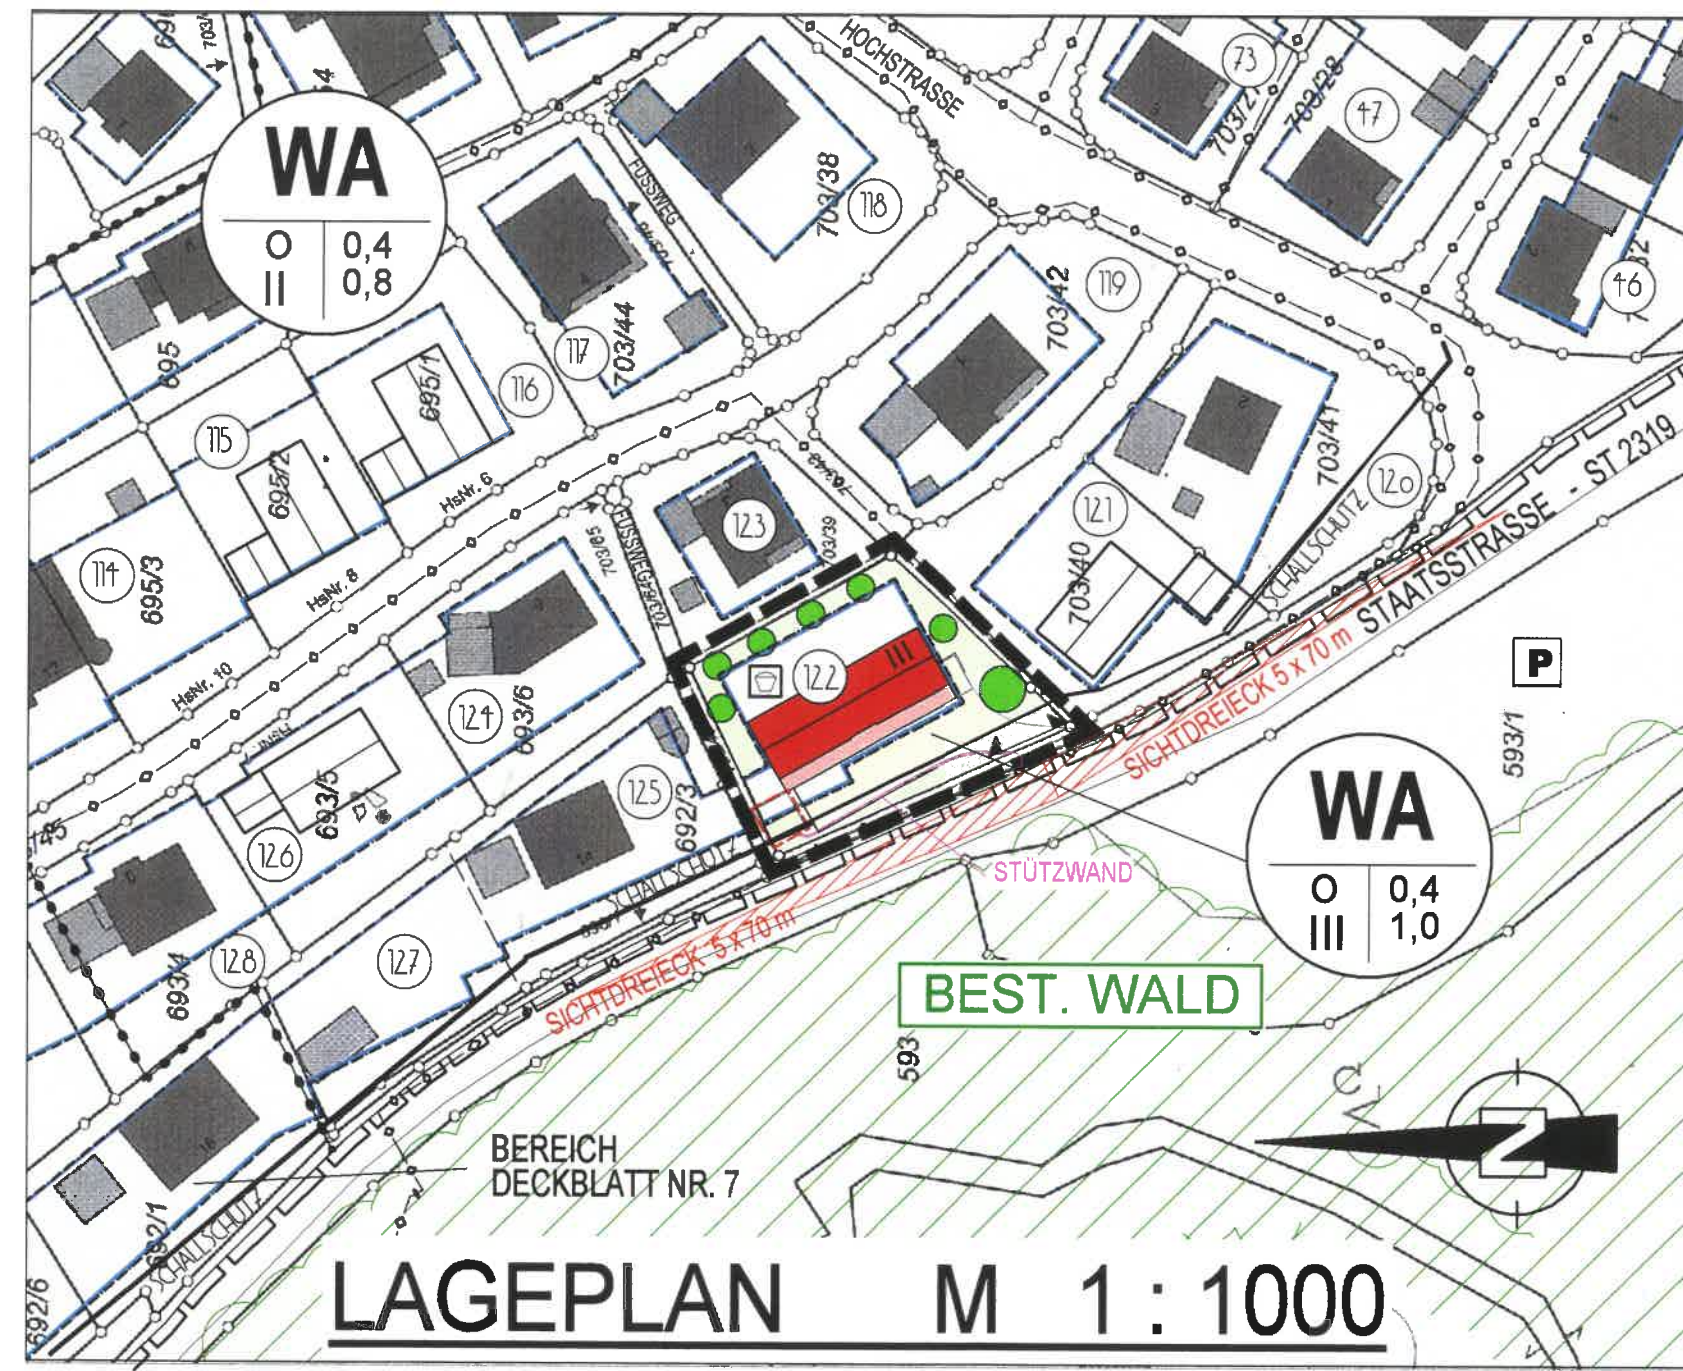 HOCHSTRASSE
73
703/28
47
703/38
118
FUSSWEG
WA
O 0,4
II 0,8
703/42
119
46
695
695/1
117
703/44
116
115
695/2
HsNr. 6
703/43
703/41
120
STAATSSTRASSE - ST 2319
SCHALLSCHUTZ
121
703/40
123
703/39
114
695/3
HsNr. 8
703/65
FUSSWEG
HsNr. 10
124
693/6
122
III
SICHTDREIECK 5 x 70 m
P
593/1
125
692/3
693/5
126
SCHALLSCHUTZ
STÜTZWAND
WA
O 0,4
III 1,0
128
127
693/4
SICHTDREIECK 5 x 70 m
BEST. WALD
593
N
BEREICH
DECKBLATT NR. 7
692/1
SCHALLSCHUTZ
692/6
LAGEPLAN M 1 : 1000